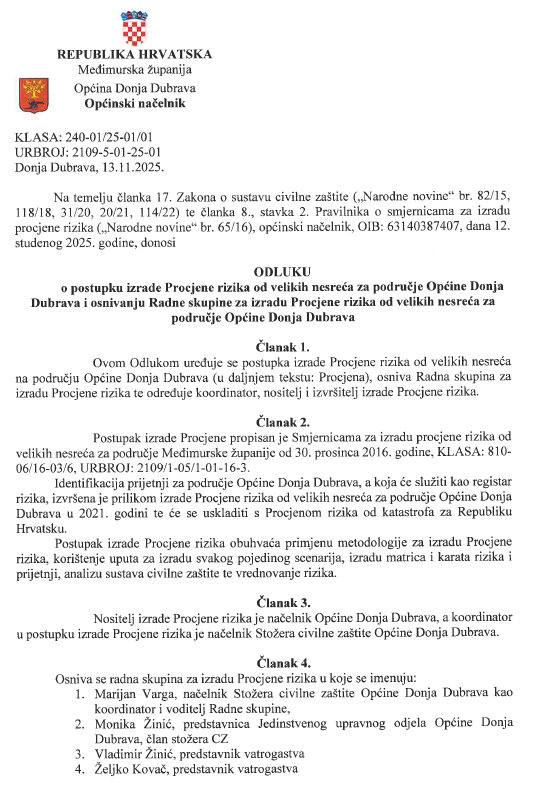 REPUBLIKA HRVATSKA
Međimurska županija
Općina Donja Dubrava
Općinski načelnik
KLASA: 240-01/25-01/01
URBROJ: 2109-5-01-25-01
Donja Dubrava, 13.11.2025.
Na temelju članka 17. Zakona o sustavu civilne zaštite („Narodne novine“ br. 82/15,
118/18, 31/20, 20/21, 114/22) te članka 8., stavka 2. Pravilnika o smjernicama za izradu
procjene rizika („Narodne novine“ br. 65/16), općinski načelnik, OIB: 63140387407, dana 12.
studenog 2025. godine, donosi
ODLUKU
o postupku izrade Procjene rizika od velikih nesreća za područje Općine Donja
Dubrava i osnivanju Radne skupine za izradu Procjene rizika od velikih nesreća za
područje Općine Donja Dubrava
Članak 1.
Ovom Odlukom uređuje se postupak izrade Procjene rizika od velikih nesreća
na području Općine Donja Dubrava (u daljnjem tekstu: Procjena), osniva Radna skupina za
izradu Procjene rizika te određuje koordinator, nositelj i izvršitelj izrade Procjene rizika.
Članak 2.
Postupak izrade Procjene propisan je Smjernicama za izradu procjene rizika od
velikih nesreća za područje Međimurske županije od 30. prosinca 2016. godine, KLASA: 810-
06/16-03/6, URBROJ: 2109/1-05/1-01-16-3.
Identifikacija prijetnji za područje Općine Donja Dubrava, a koja će služiti kao registar
rizika, izvršena je prilikom izrade Procjene rizika od velikih nesreća za područje Općine Donja
Dubrava u 2021. godini te će se uskladiti s Procjenom rizika od katastrofa za Republiku
Hrvatsku.
Postupak izrade Procjene rizika obuhvaća primjenu metodologije za izradu Procjene
rizika, korištenje uputa za izradu svakog pojedinog scenarija, izradu matrica i karata rizika i
prijetnji, analizu sustava civilne zaštite te vrednovanje rizika.
Članak 3.
Nositelj izrade Procjene rizika je načelnik Općine Donja Dubrava, a koordinator
u postupku izrade Procjene rizika je načelnik Stožera civilne zaštite Općine Donja Dubrava.
Članak 4.
Osniva se radna skupina za izradu Procjene rizika u koje se imenuju:
1. Marijan Varga, načelnik Stožera civilne zaštite Općine Donja Dubrava kao
koordinator i voditelj Radne skupine,
2. Monika Žinić, predstavnica Jedinstvenog upravnog odjela Općine Donja
Dubrava, član stožera CZ
3. Vladimir Žinić, predstavnik vatrogastva
4. Željko Kovač, predstavnik vatrogastva